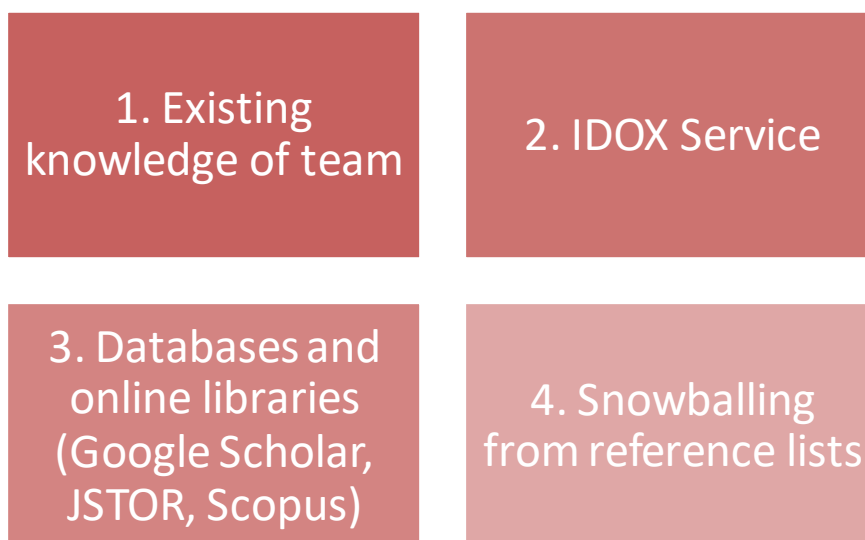 1. Existing
knowledge of team
2. IDOX Service
3. Databases and
online libraries
(Google Scholar,
JSTOR, Scopus)
4. Snowballing
from reference lists